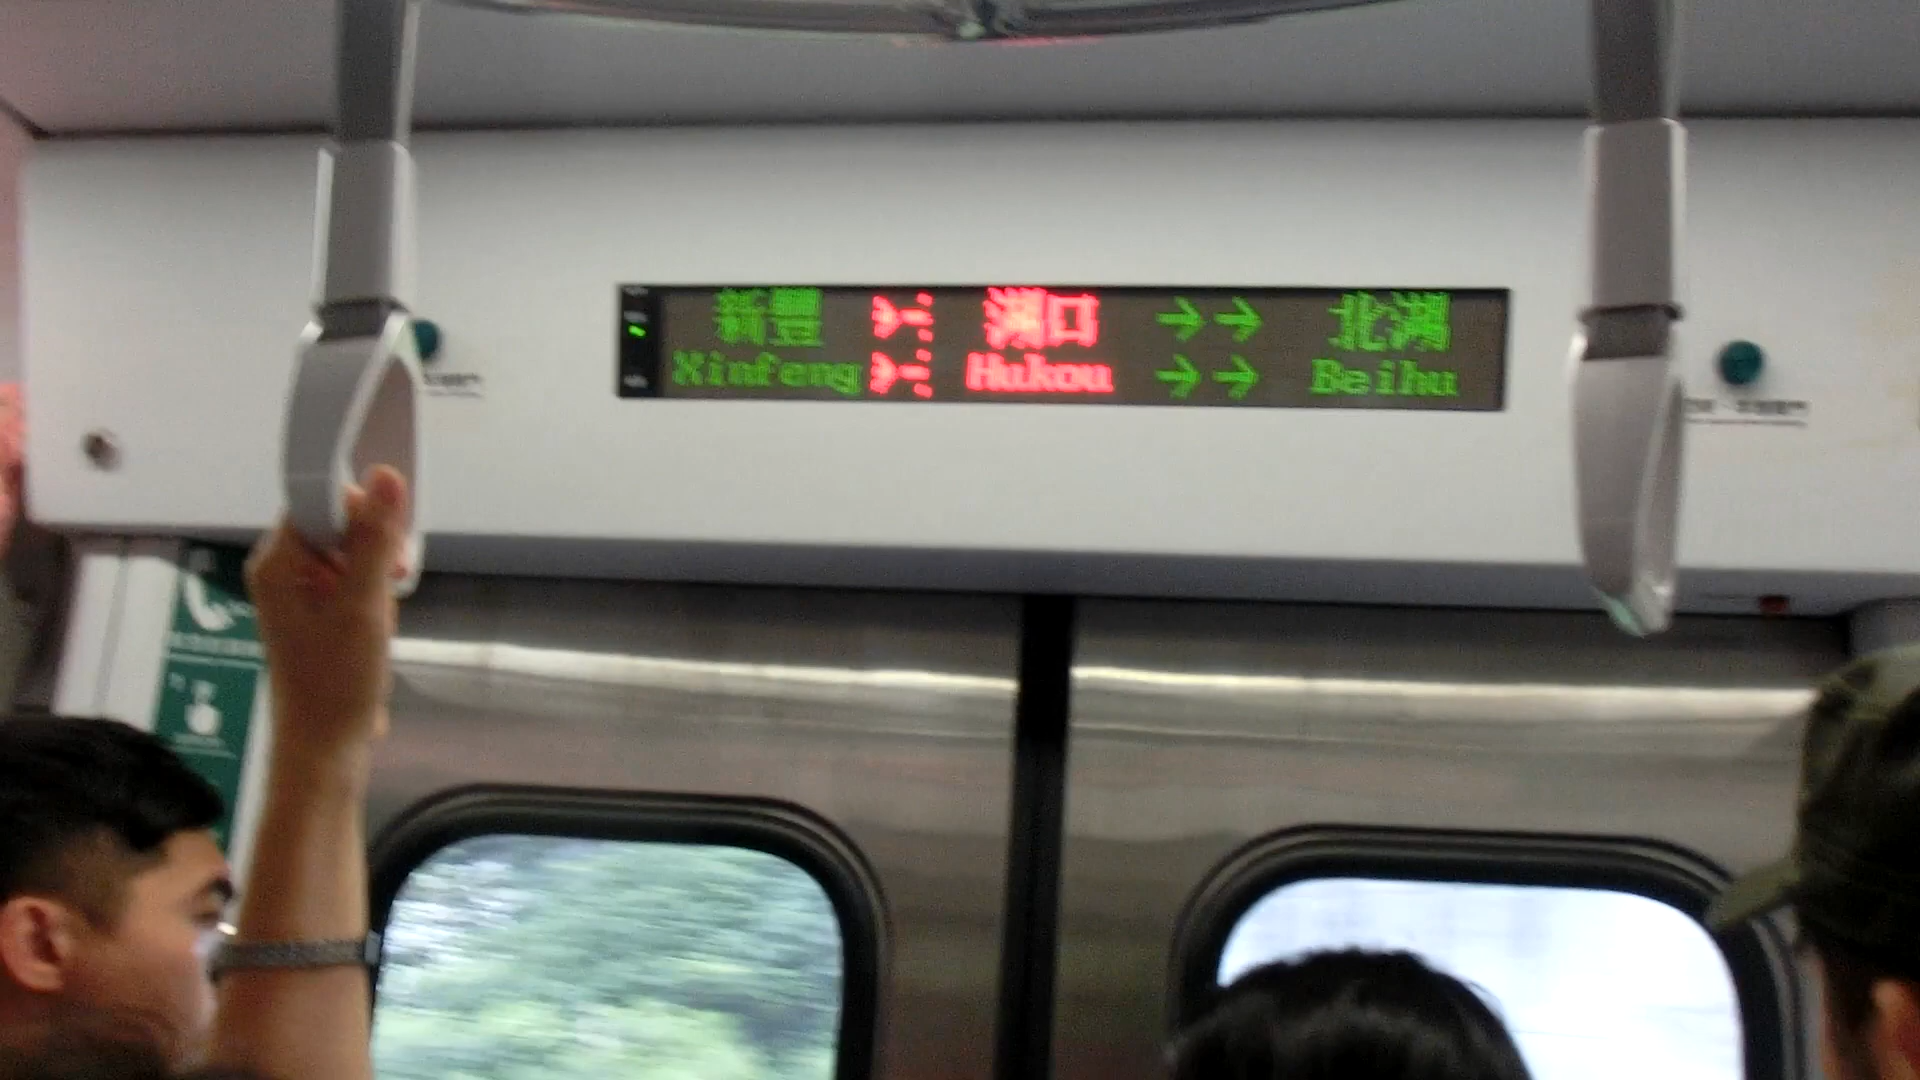 新豐 湖口 →→ 北湖
Xinfeng Hukou →→ Beihu